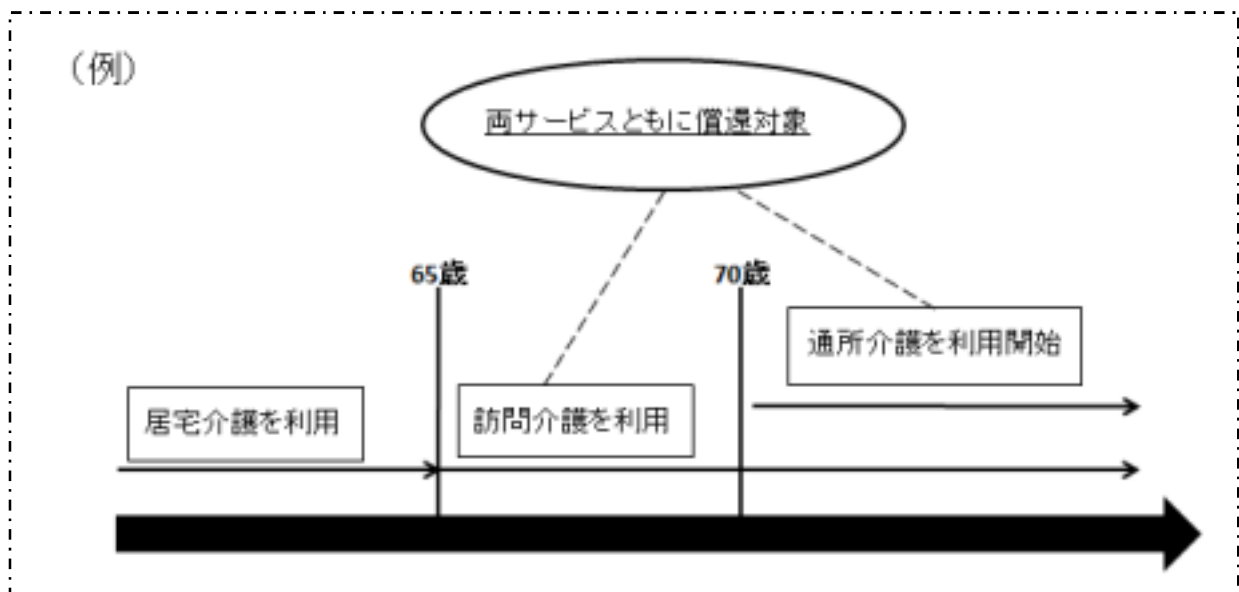 （例）
両サービスともに償還対象
65歳
70歳
通所介護を利用開始
居宅介護を利用
訪問介護を利用